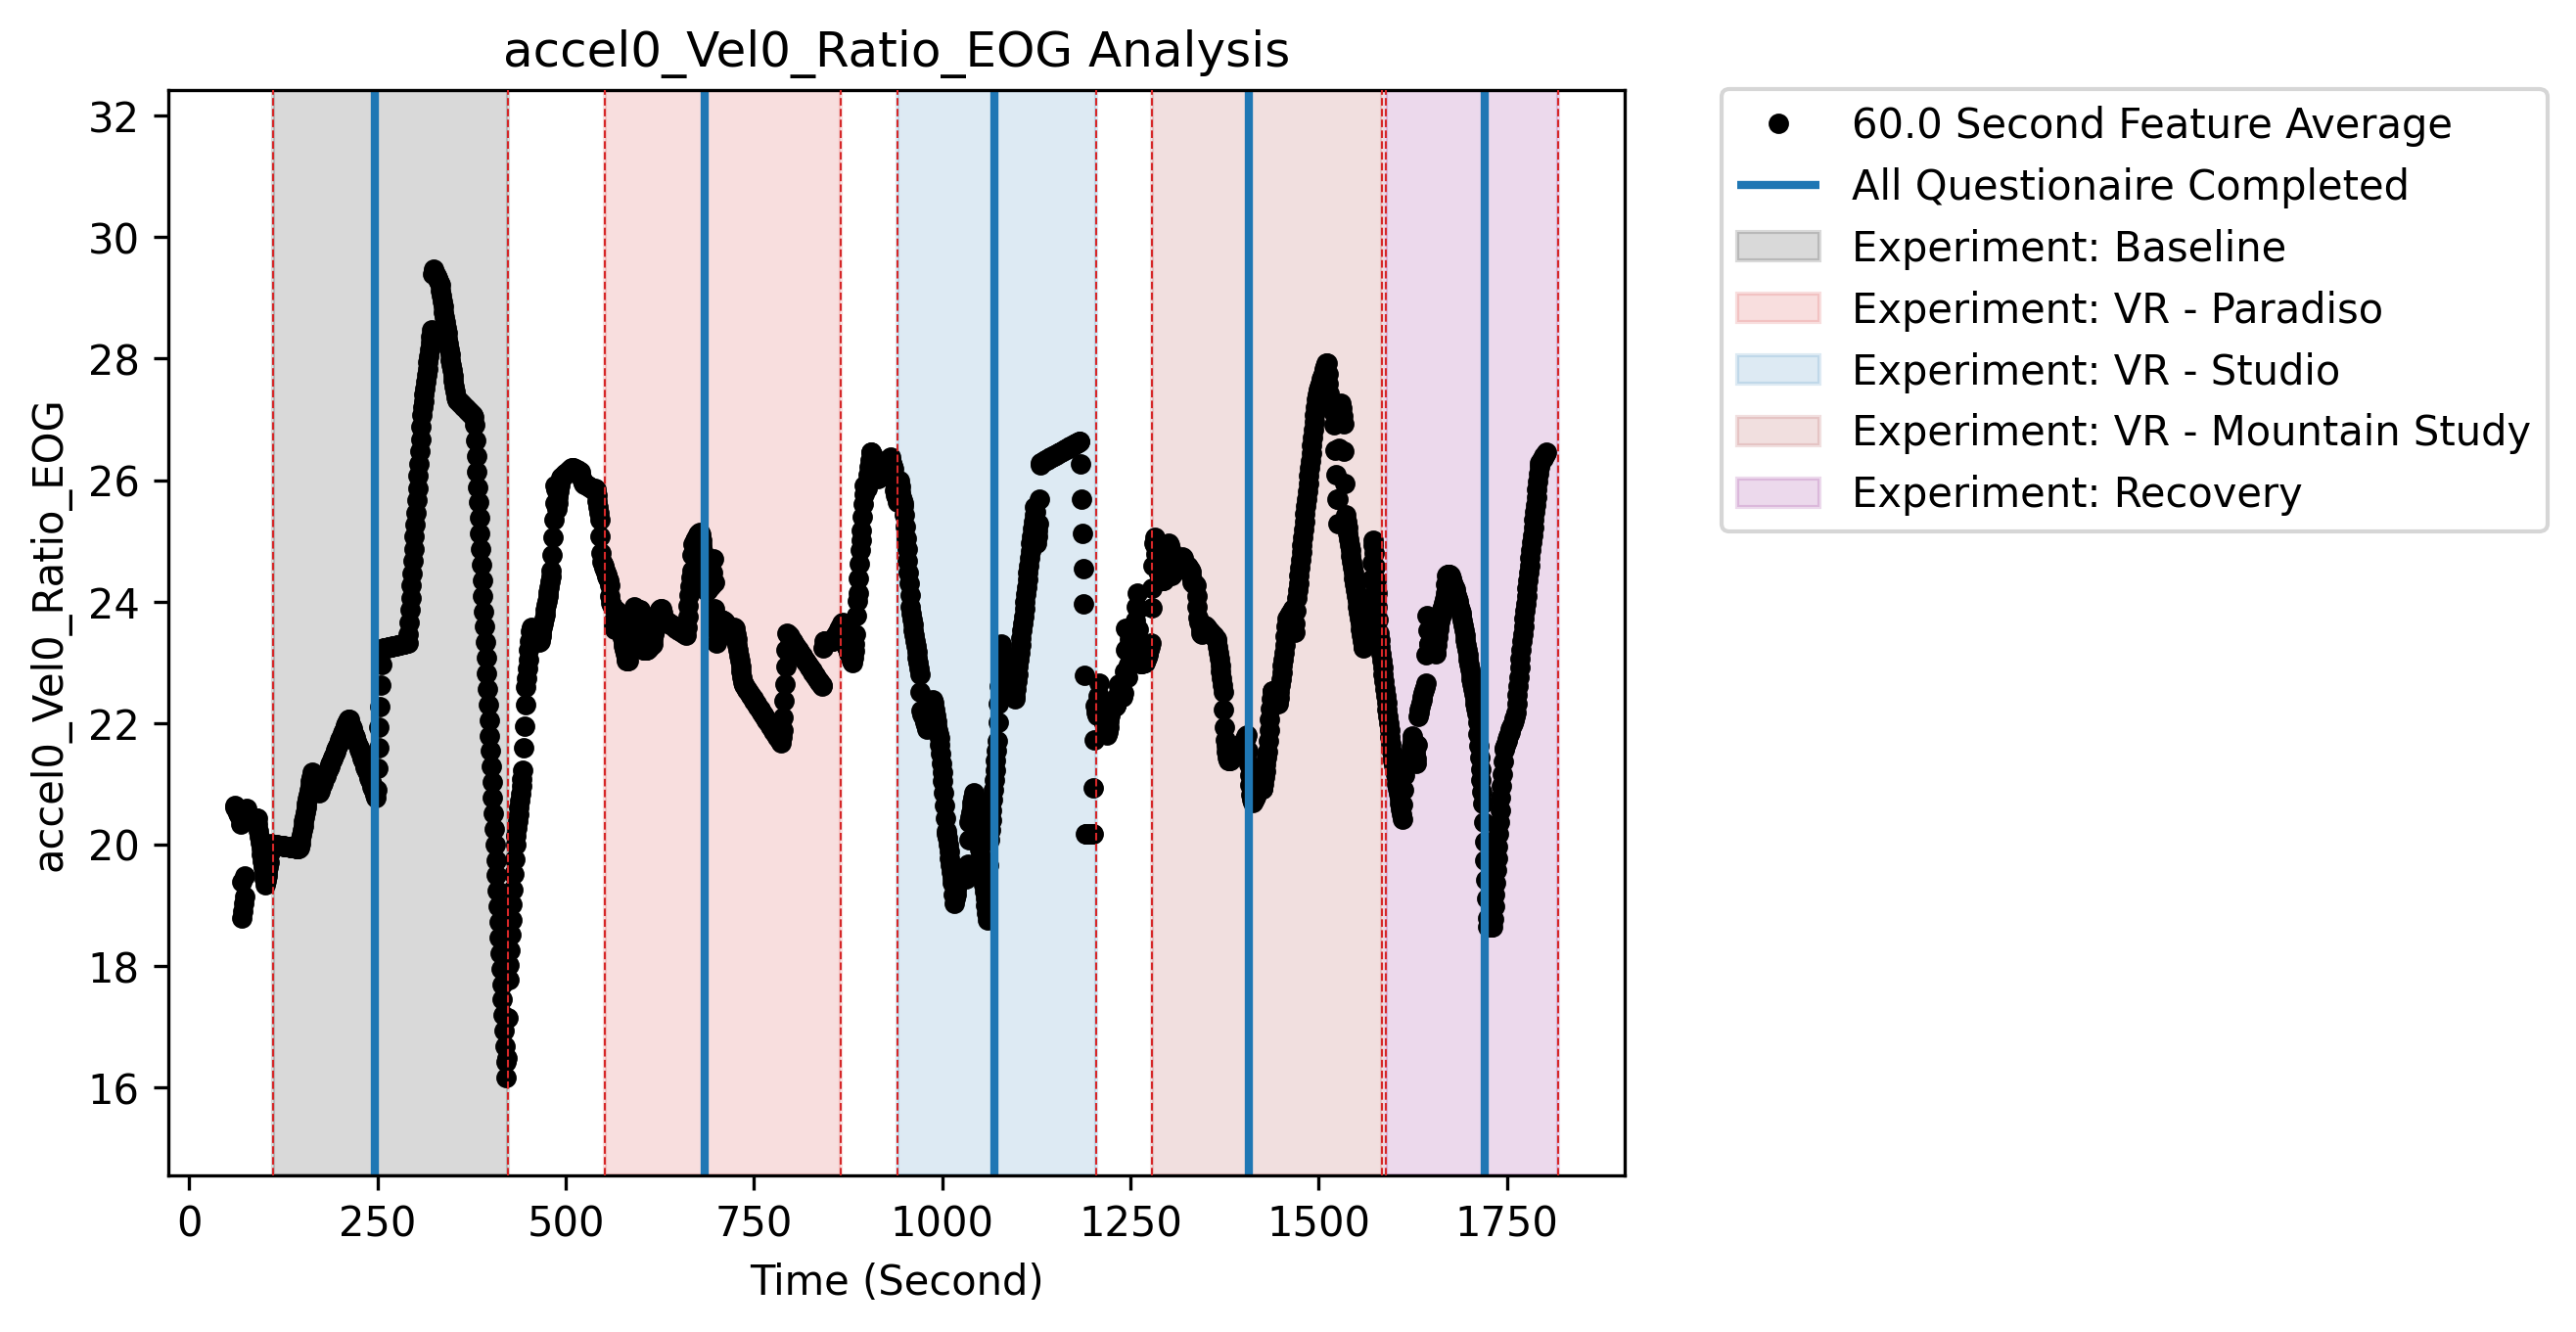 accel0_Vel0_Ratio_EOG Analysis
accel0_Vel0_Ratio_EOG
32
30
28
26
24
22
20
18
16
0 250 500 750 1000 1250 1500 1750
Time (Second)
60.0 Second Feature Average
All Questionaire Completed
Experiment: Baseline
Experiment: VR - Paradiso
Experiment: VR - Studio
Experiment: VR - Mountain Study
Experiment: Recovery